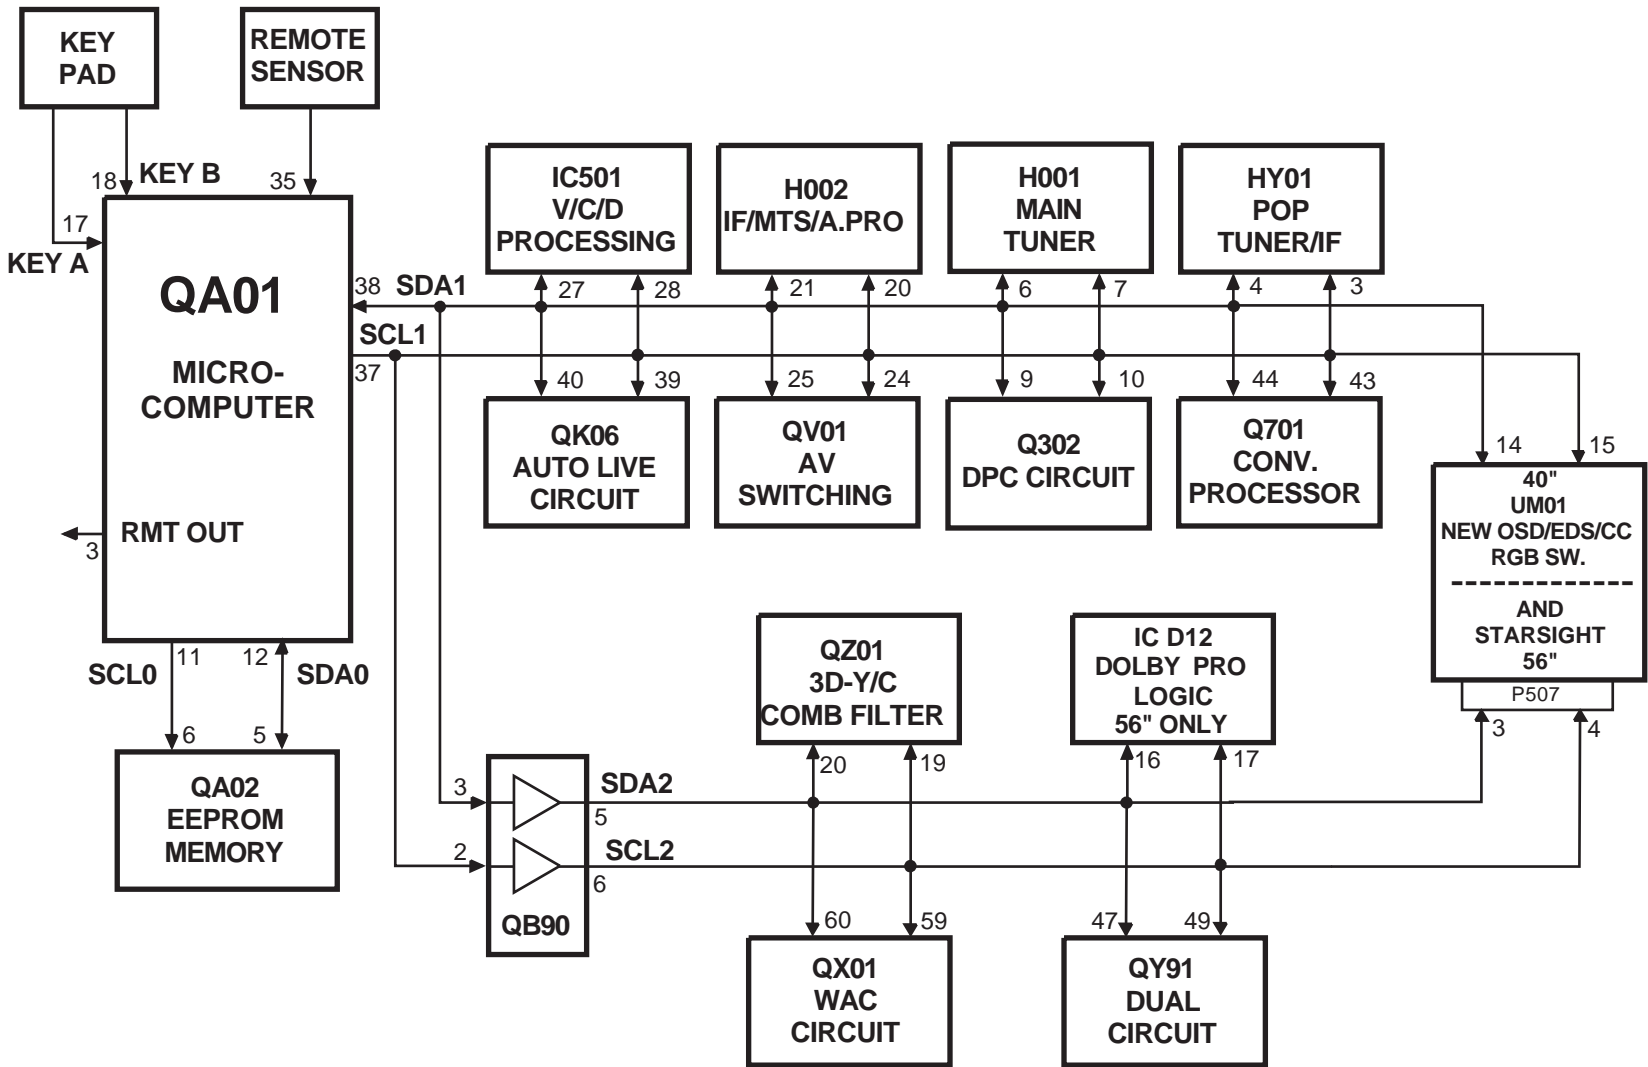 KEY
PAD
REMOTE
SENSOR
18
KEY B
35
17
KEY A
QA01
MICRO-
COMPUTER
38
SDA1
SCL1
37
RMT OUT
3
11
12
SCL0
SDA0
6
5
QA02
EEPROM
MEMORY
IC501
V/C/D
PROCESSING
27
28
H002
IF/MTS/A.PRO
21
20
H001
MAIN
TUNER
6
7
HY01
POP
TUNER/IF
4
3
40
39
QK06
AUTO LIVE
CIRCUIT
25
24
QV01
AV
SWITCHING
9
10
Q302
DPC CIRCUIT
44
43
Q701
CONV.
PROCESSOR
14
15
40"
UM01
NEW OSD/EDS/CC
RGB SW.
AND
STARSIGHT
56"
P507
3
4
QZ01
3D-Y/C
COMB FILTER
20
19
IC D12
DOLBY PRO
LOGIC
56" ONLY
16
17
3
SDA2
5
2
SCL2
6
QB90
60
59
QX01
WAC
CIRCUIT
47
49
QY91
DUAL
CIRCUIT